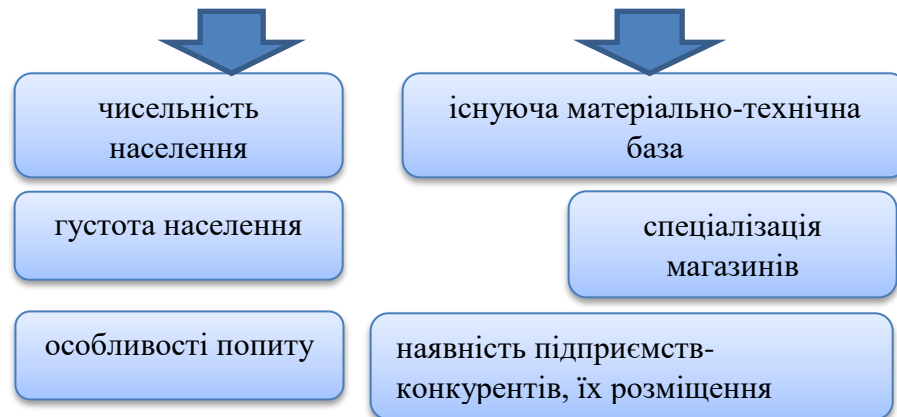 чисельність
населення
існуюча матеріально-технічна
база
густота населення
спеціалізація
магазинів
особливості попиту
наявність підприємств-
конкурентів, їх розміщення